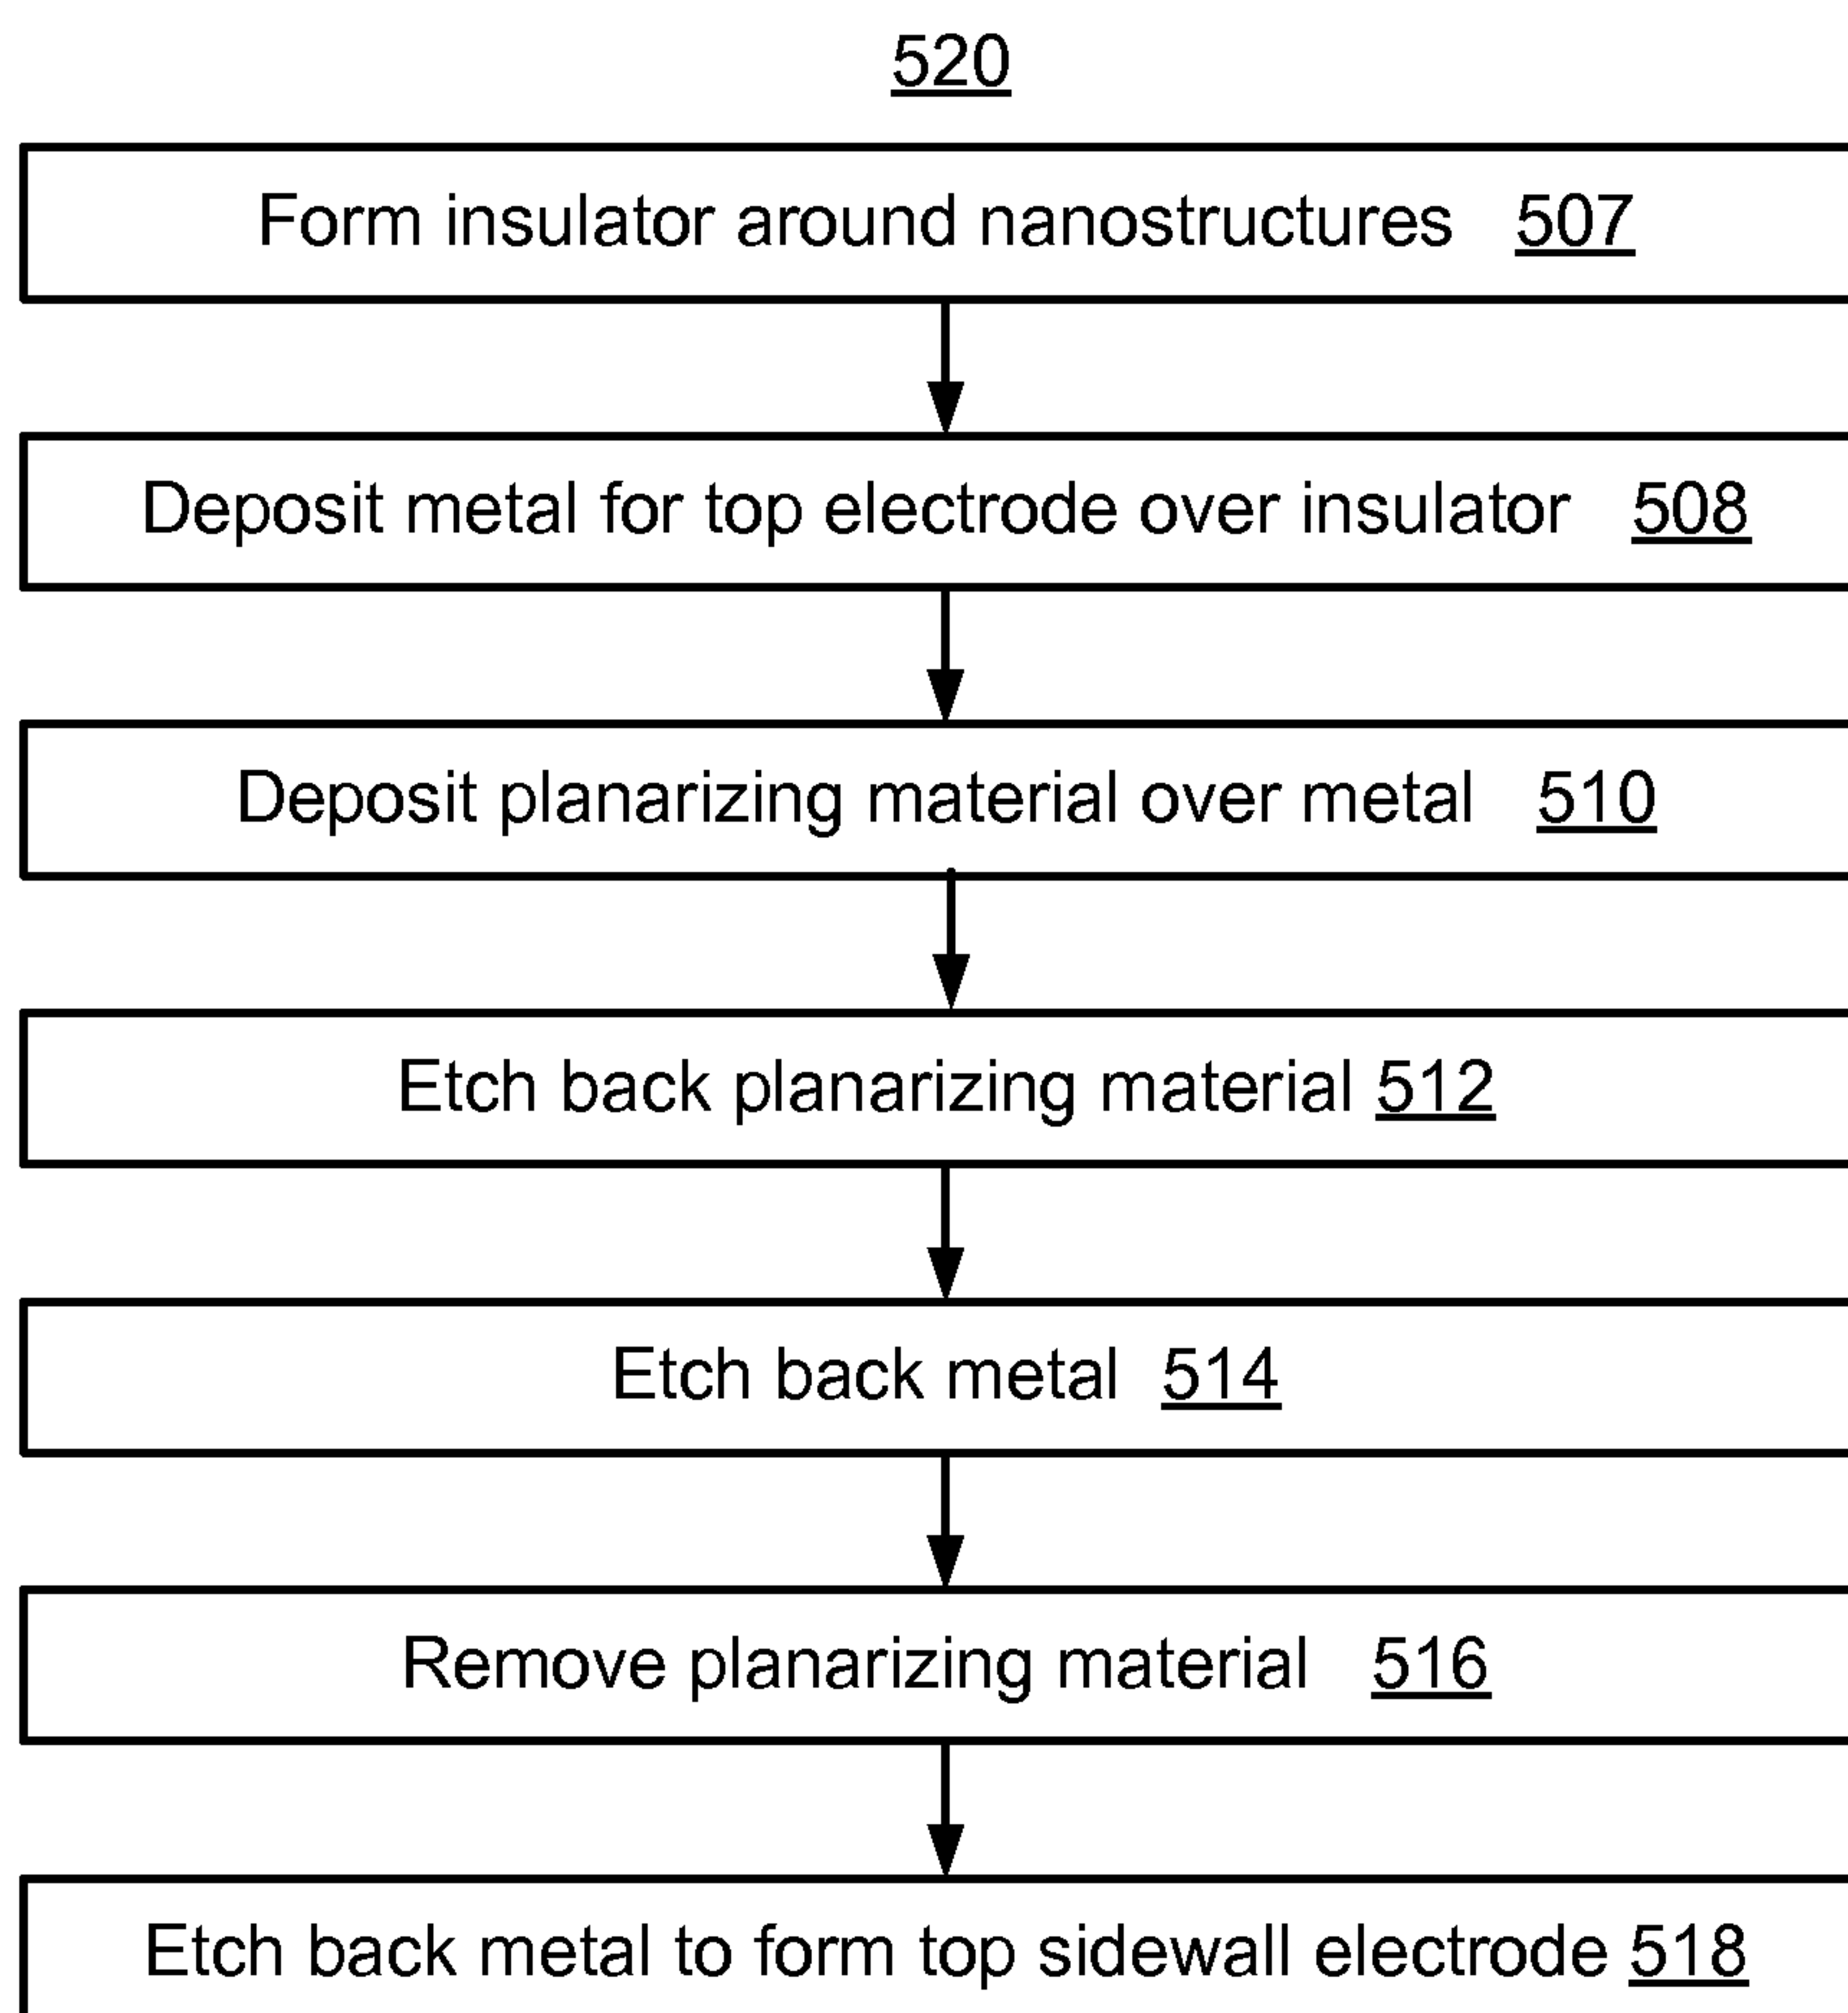 520
Form insulator around nanostructures 507
Deposit metal for top electrode over insulator 508
Deposit planarizing material over metal 510
Etch back planarizing material 512
Etch back metal 514
Remove planarizing material 516
Etch back metal to form top sidewall electrode 518